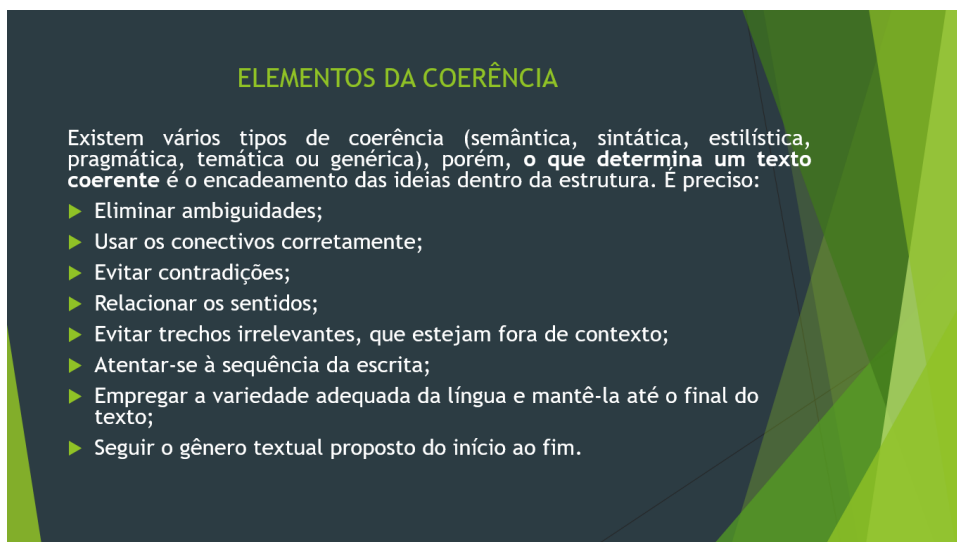 ELEMENTOS DA COERÊNCIA
Existem vários tipos de coerência (semântica, sintática, estilística,
pragmática, temática ou genérica), porém, o que determina um texto
coerente é o encadeamento das ideias dentro da estrutura. É preciso:
Eliminar ambiguidades;
Usar os conectivos corretamente;
Evitar contradições;
Relacionar os sentidos;
Evitar trechos irrelevantes, que estejam fora de contexto;
Atentar-se à sequência da escrita;
Empregar a variedade adequada da língua e mantê-la até o final do
texto;
Seguir o gênero textual proposto do início ao fim.